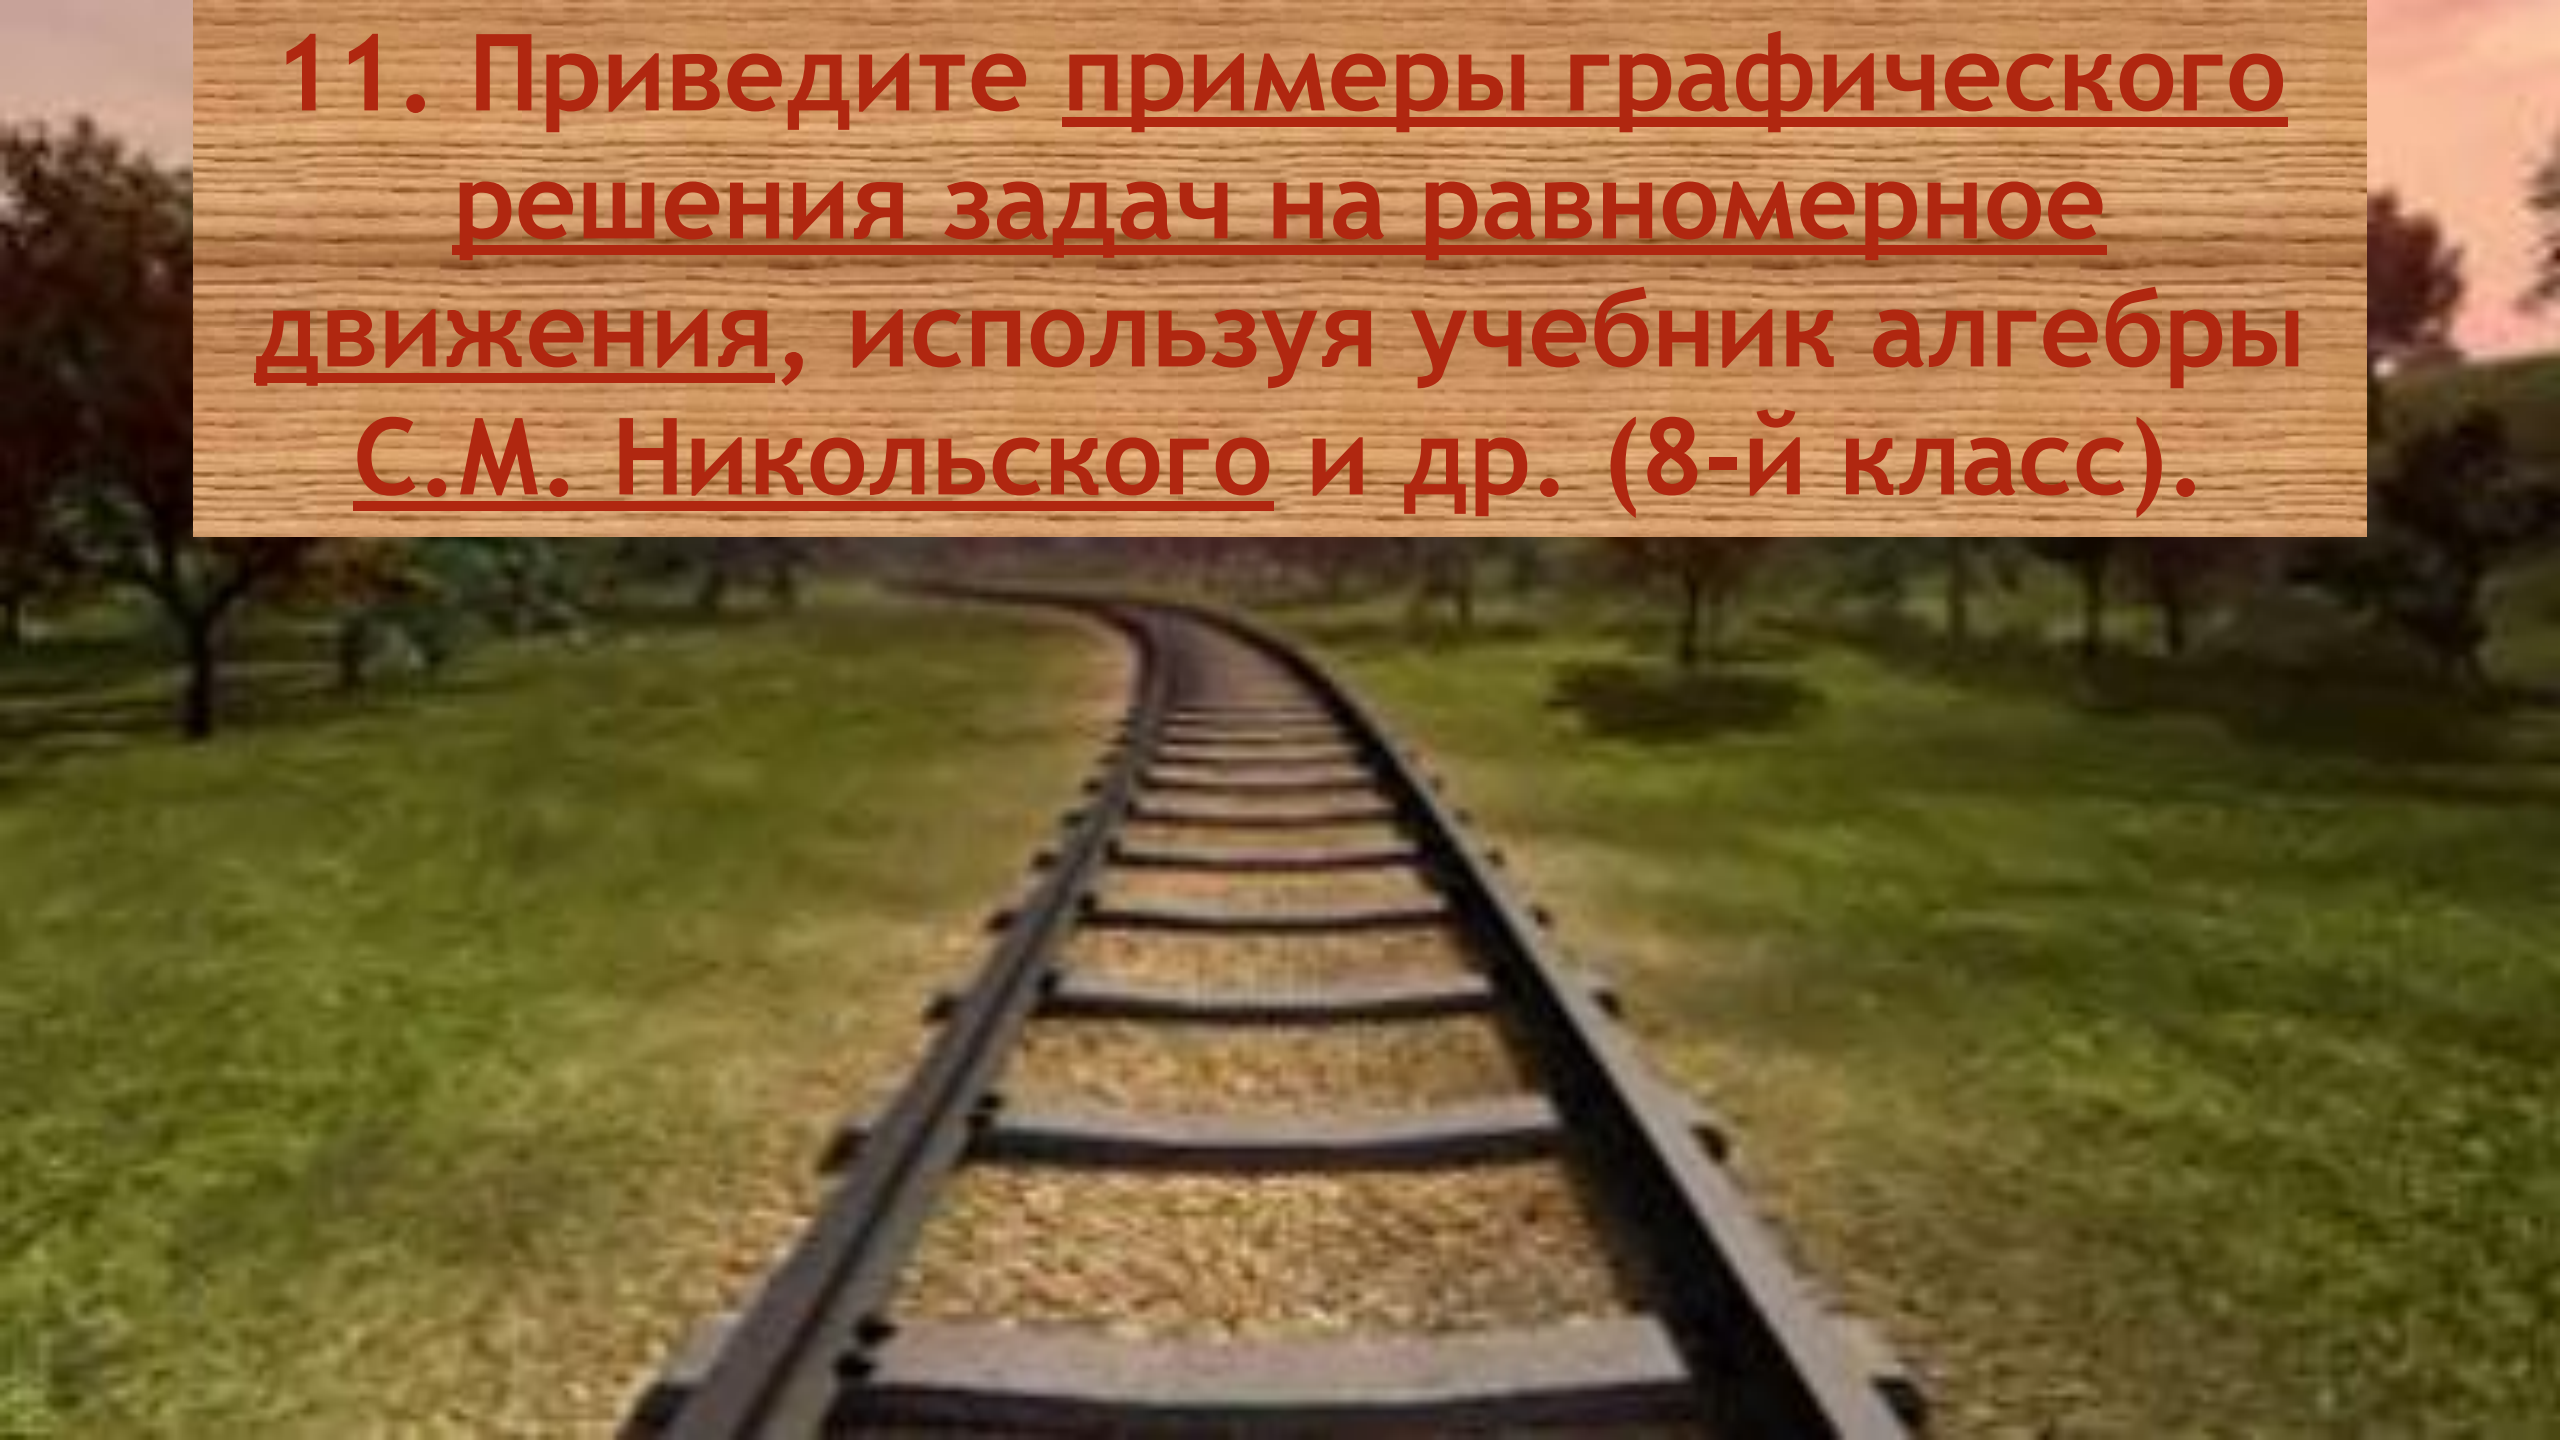 11. Приведите примеры графического
решения задач на равномерное
движения, используя учебник алгебры
С.М. Никольского и др. (8-й класс).